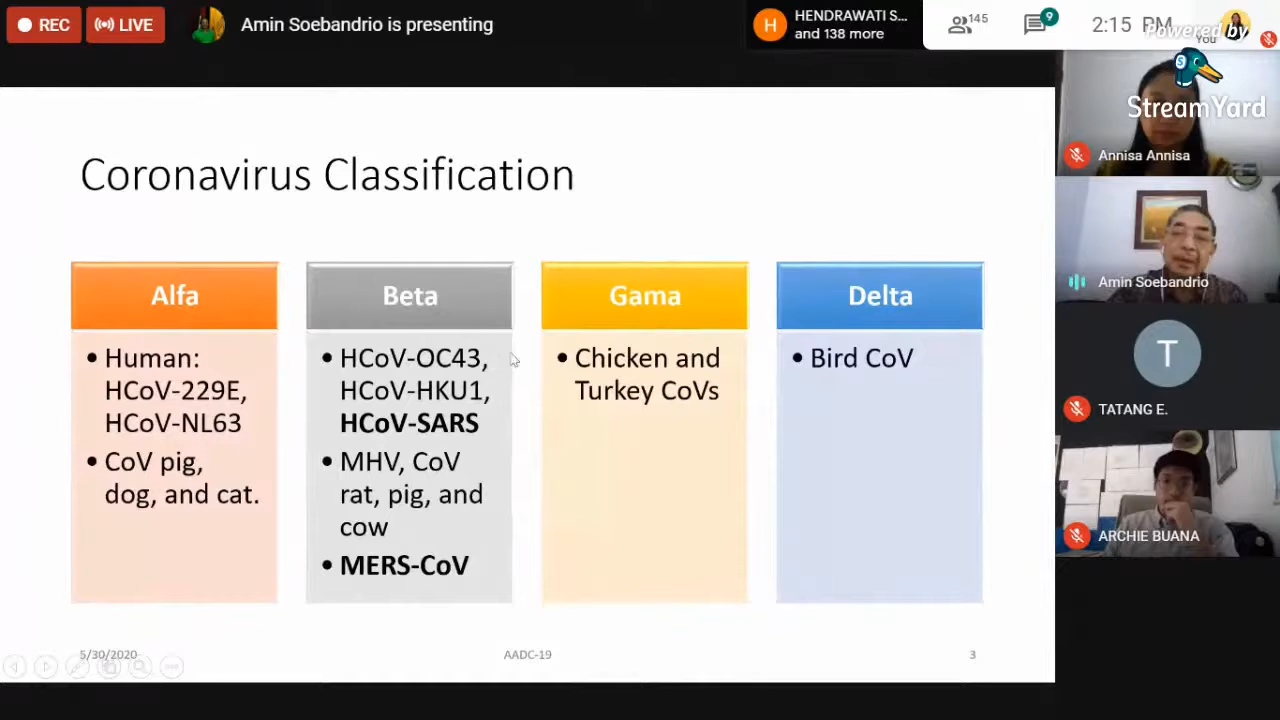 REC
LIVE
Amin Soebandrio is presenting
H
HENDRAWATI S...
and 138 more
145
9
2:15 PM
You
Powered by
StreamYard
Annisa Annisa
Amin Soebandrio
T
TATANG E.
ARCHIE BUANA
Coronavirus Classification
Alfa
• Human:
HCoV-229E,
HCoV-NL63
• CoV pig,
dog, and cat.
Beta
• HCoV-OC43,
HCoV-HKU1,
HCoV-SARS
• MHV, CoV
rat, pig, and
cow
• MERS-CoV
Gama
• Chicken and
Turkey CoVs
Delta
• Bird CoV
5/30/2020
AADC-19
3